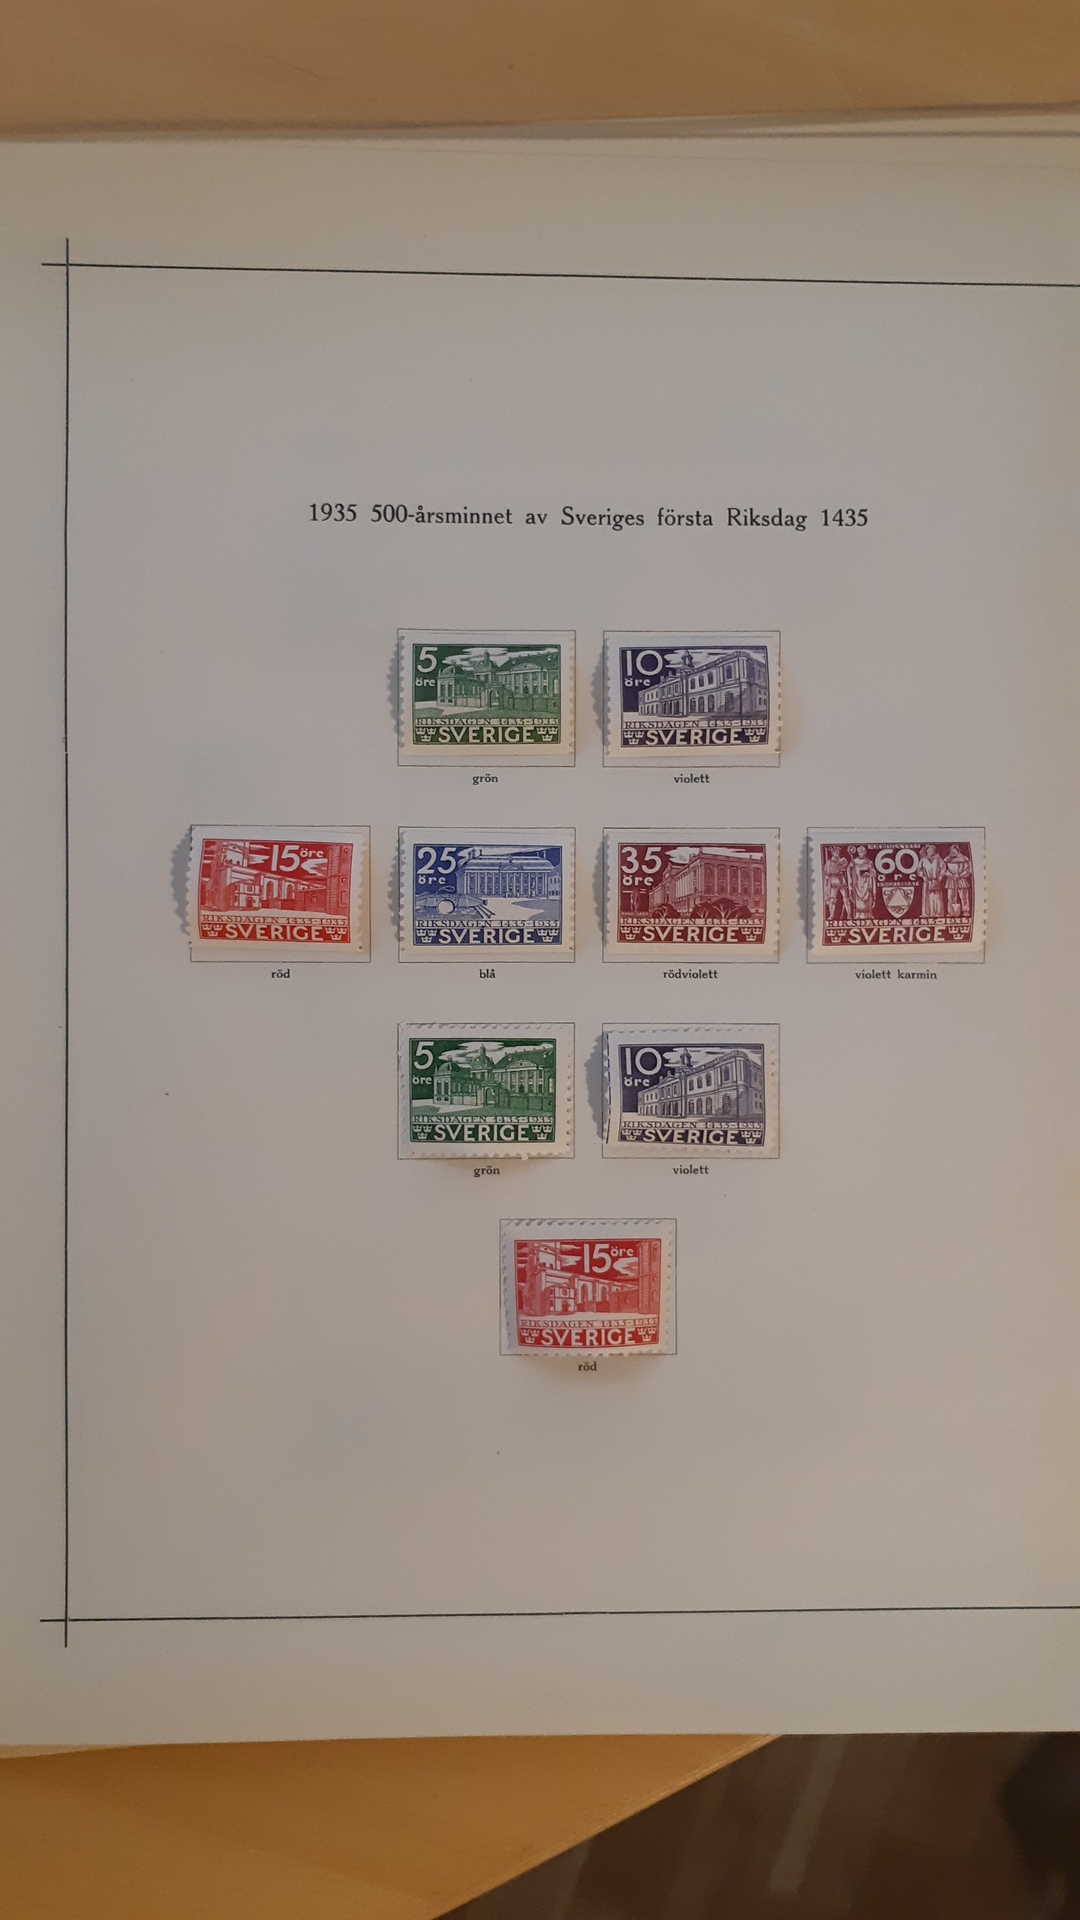 1935 500-årsminnet av Sveriges första Riksdag 1435
5 öre
RIKSDAGEN 1435-1935
SVERIGE
10 öre
RIKSDAGEN 1435-1935
SVERIGE
grön
violett
15 öre
RIKSDAGEN 1435-1935
SVERIGE
25 öre
RIKSDAGEN 1435-1935
SVERIGE
35 öre
RIKSDAGEN 1435-1935
SVERIGE
60 öre
RIKSDAGEN 1435-1935
SVERIGE
röd
blå
rödviolett
violett karmin
5 öre
RIKSDAGEN 1435-1935
SVERIGE
10 öre
RIKSDAGEN 1435-1935
SVERIGE
grön
violett
15 öre
RIKSDAGEN 1435-1935
SVERIGE
röd